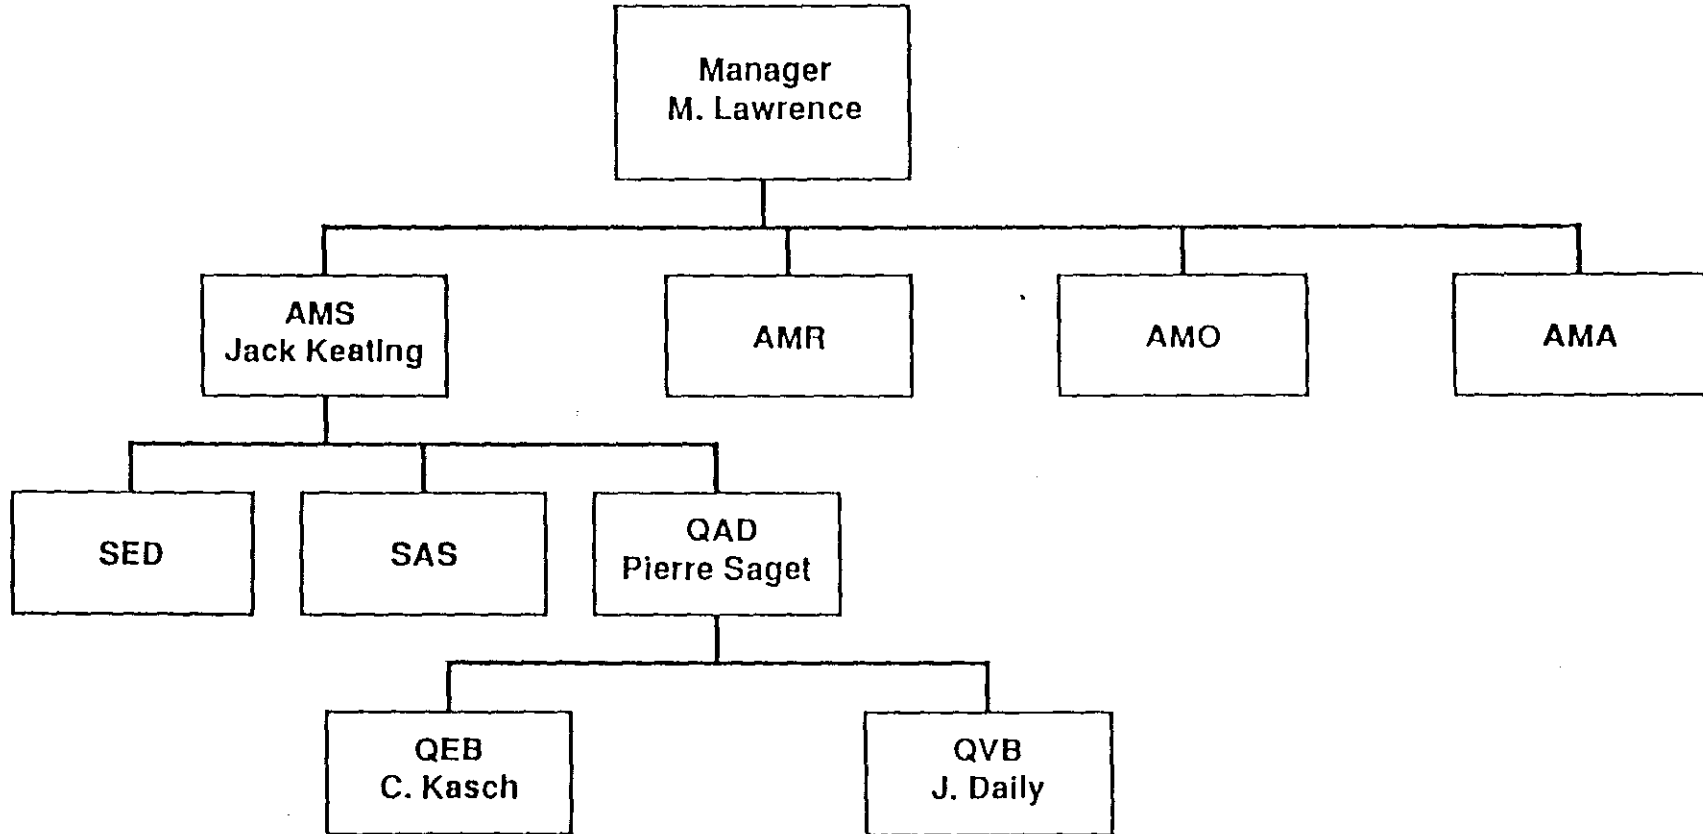 Manager
M. Lawrence
AMS
Jack Keating
AMR
AMO
AMA
SED
SAS
QAD
Pierre Saget
QEB
C. Kasch
QVB
J. Daily